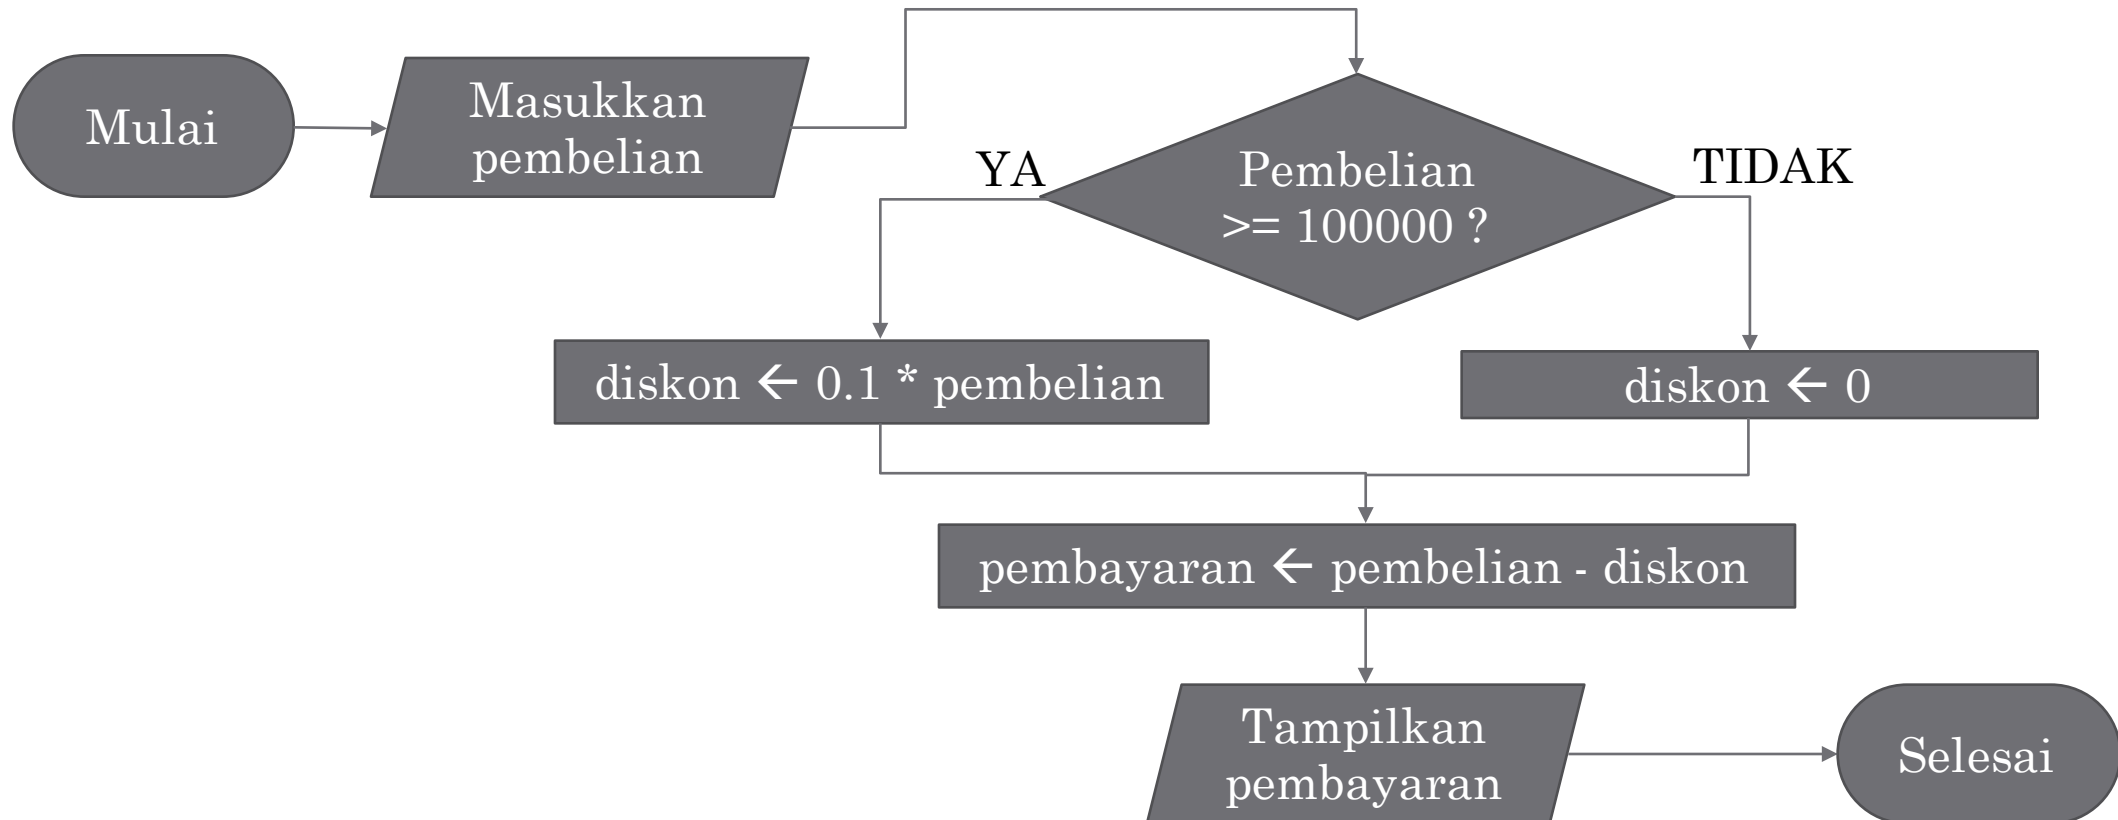 Mulai
Masukkan
pembelian
Pembelian
>= 100000 ?
YA
TIDAK
diskon ← 0.1 * pembelian
diskon ← 0
pembayaran ← pembelian - diskon
Tampilkan
pembayaran
Selesai